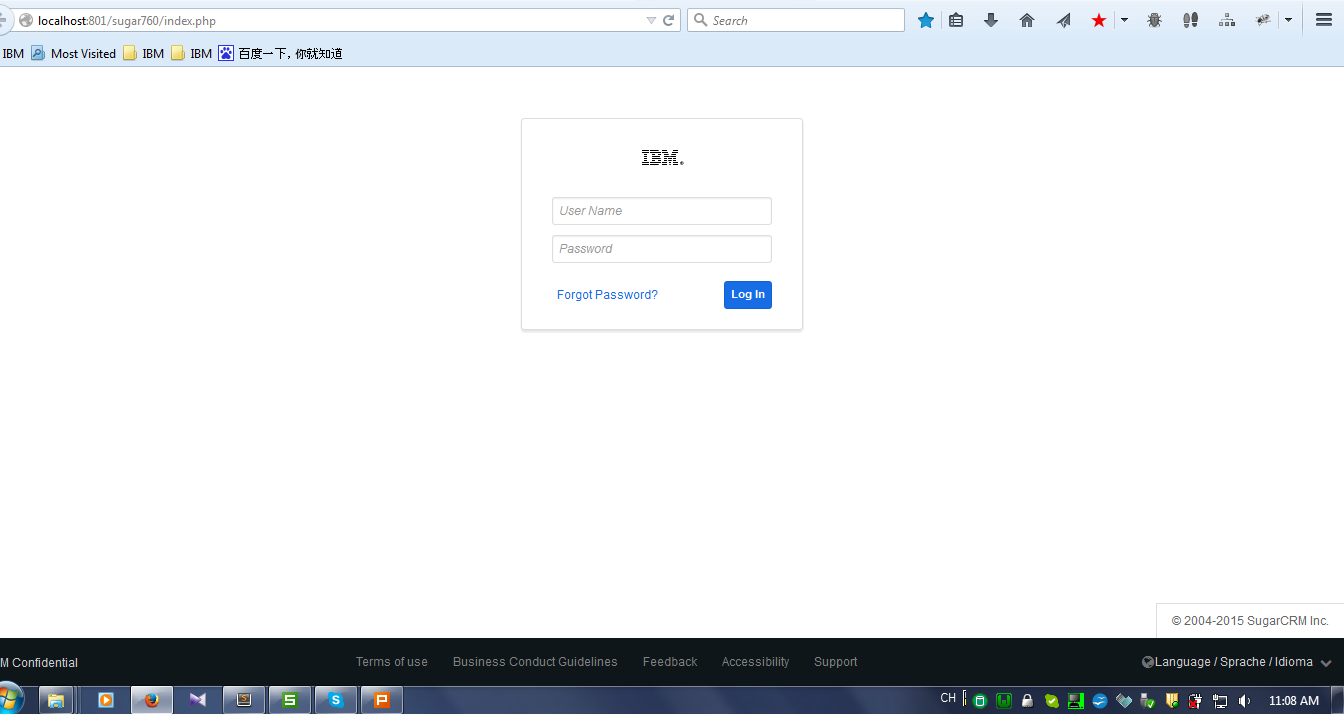 localhost:801/sugar760/index.php
Search
IBM Most Visited IBM IBM 百度一下，你就知道
IBM.
User Name
Password
Forgot Password? Log In
© 2004-2015 SugarCRM Inc.
M Confidential Terms of use Business Conduct Guidelines Feedback Accessibility Support Language / Sprache / Idioma
S S P CH 11:08 AM